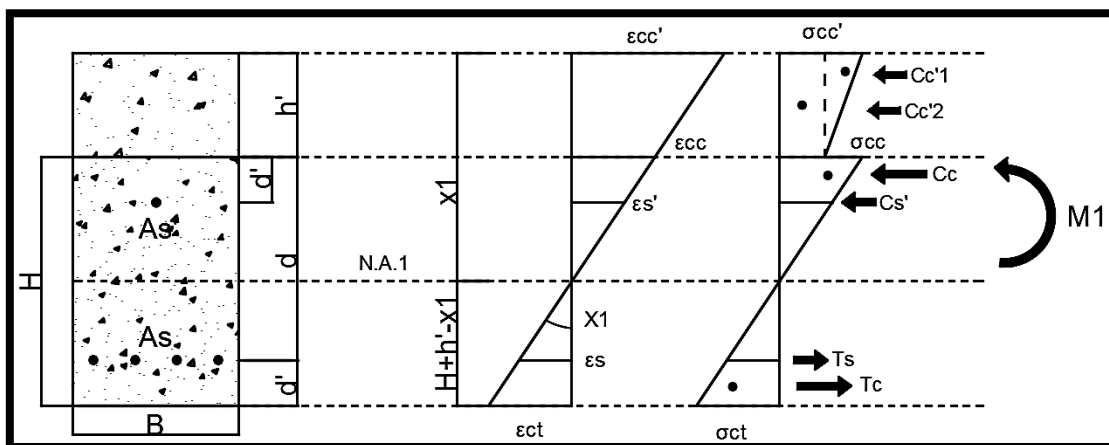 εcc'
σcc'
h'
Cc'1
Cc'2
εcc
σcc
d'
Cc
x1
εs'
Cs'
As
M1
H
d
N.A.1
H+h'-x1
X1
As
εs
Ts
d'
Tc
B
εct
σct